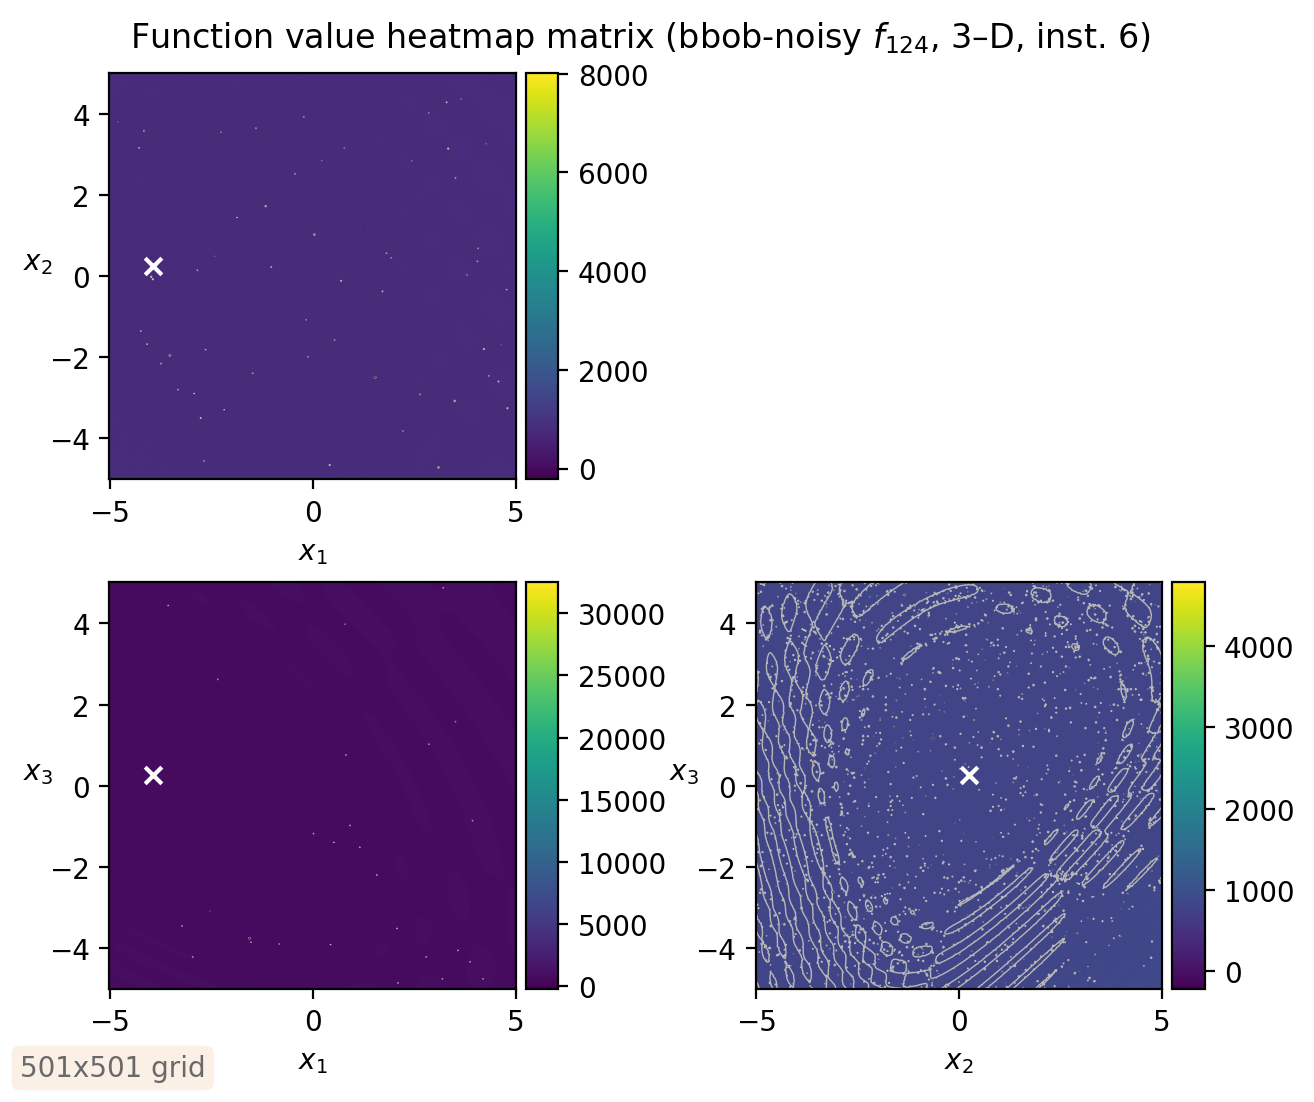 Function value heatmap matrix (bbob-noisy f₁₂₄, 3–D, inst. 6)
8000
6000
4000
2000
0
4
2
0
−2
−4
x₂
−5 0 5
x₁
30000
25000
20000
15000
10000
5000
0
4
2
0
−2
−4
x₃
−5 0 5
x₁
4000
3000
2000
1000
0
4
2
0
−2
−4
x₃
−5 0 5
x₂
501x501 grid